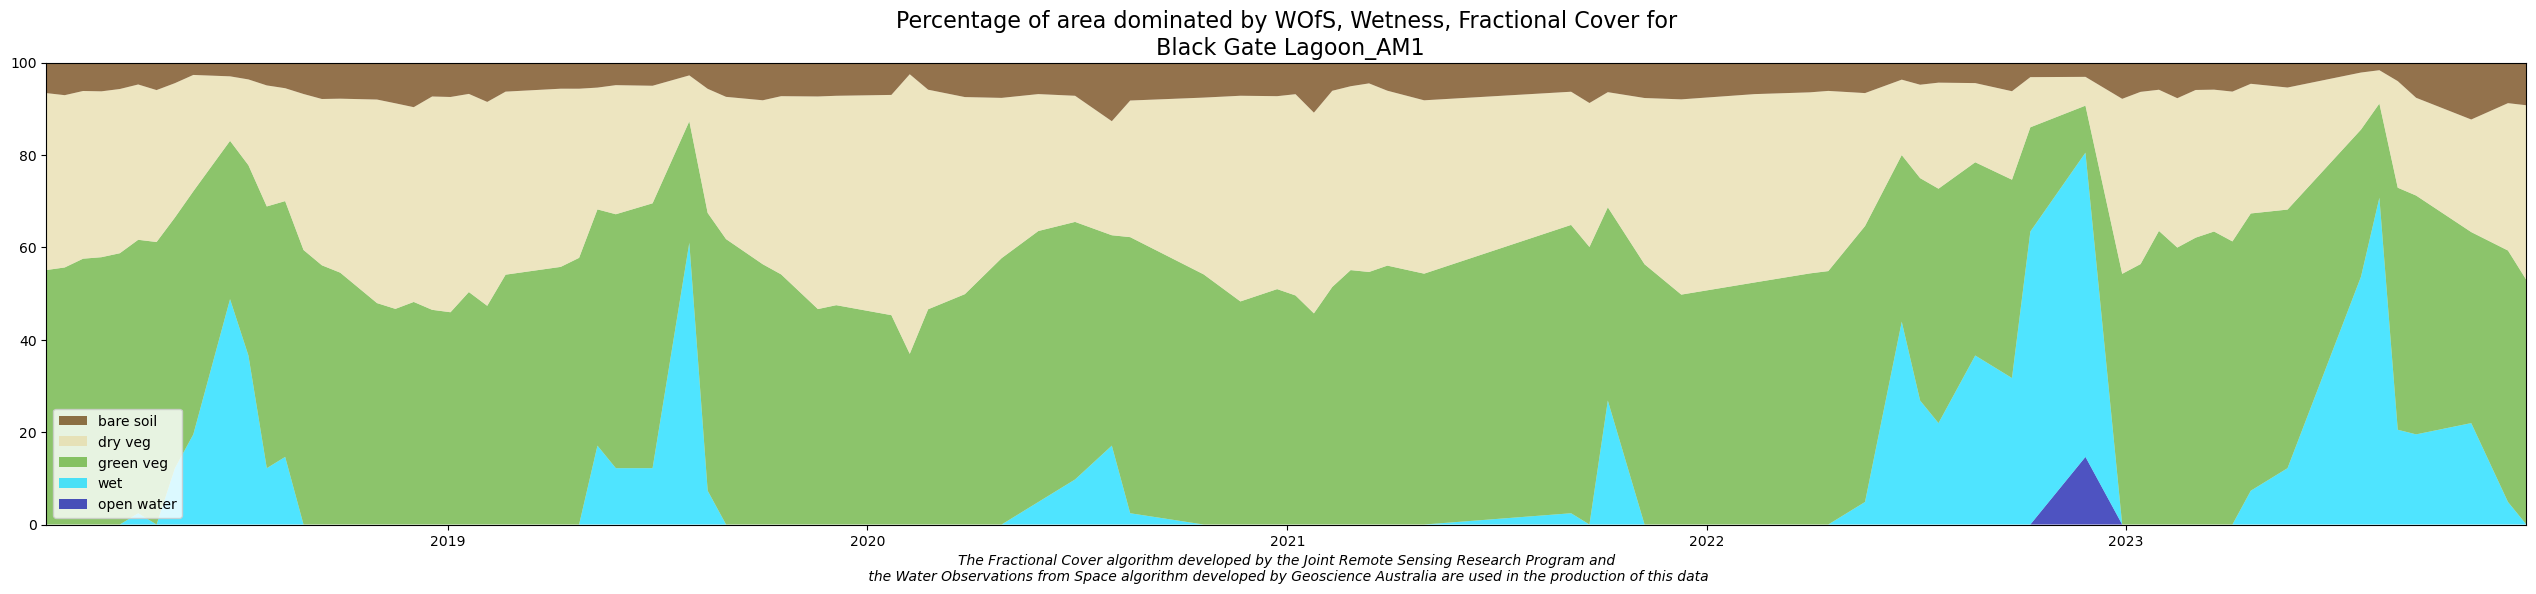 Percentage of area dominated by WOfS, Wetness, Fractional Cover for
Black Gate Lagoon_AM1
100
80
60
40
20
0
bare soil
dry veg
green veg
wet
open water
2019 2020 2021 2022 2023
The Fractional Cover algorithm developed by the Joint Remote Sensing Research Program and
the Water Observations from Space algorithm developed by Geoscience Australia are used in the production of this data